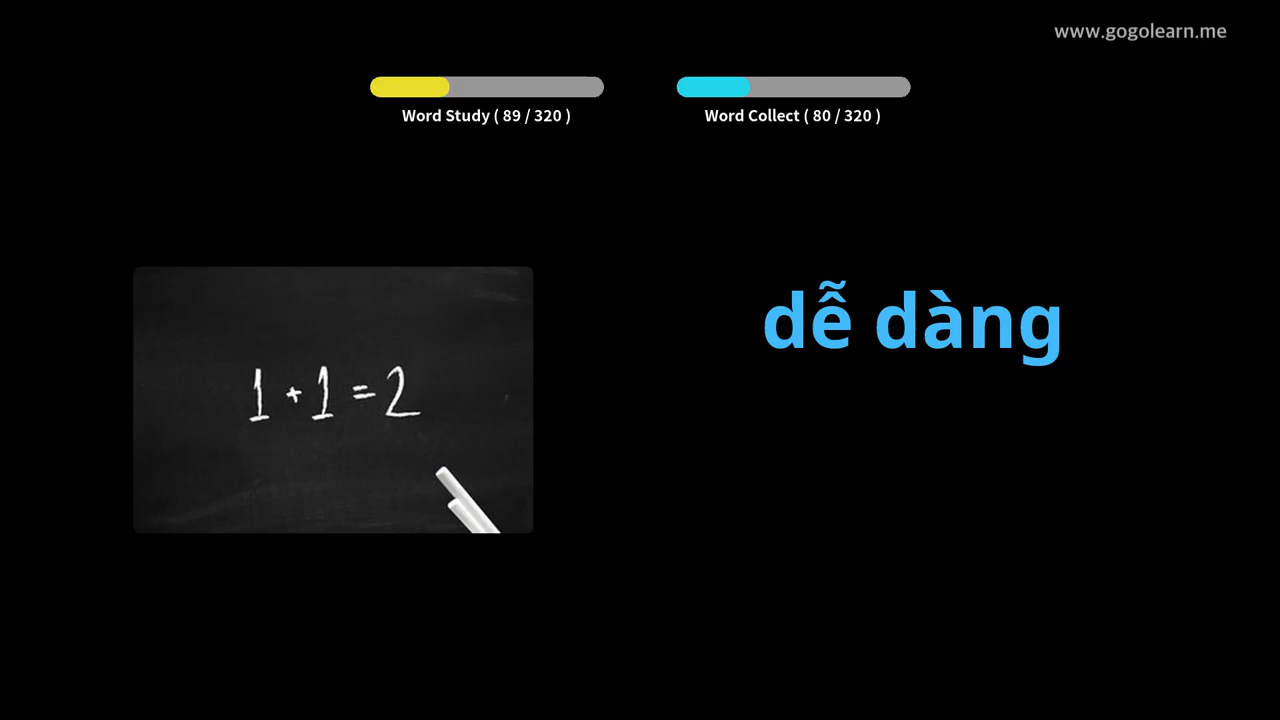 www.gogolearn.me
Word Study ( 89 / 320 )
Word Collect ( 80 / 320 )
dễ dàng
1 + 1 = 2